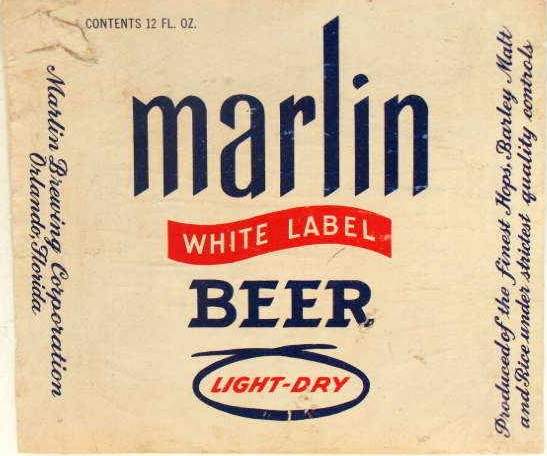 CONTENTS 12 FL. OZ.
marlin
WHITE LABEL
BEER
LIGHT-DRY
Marlin Brewing Corporation
Orlando, Florida
Produced of the finest Hops, Barley Malt
and Rice under strictest quality controls